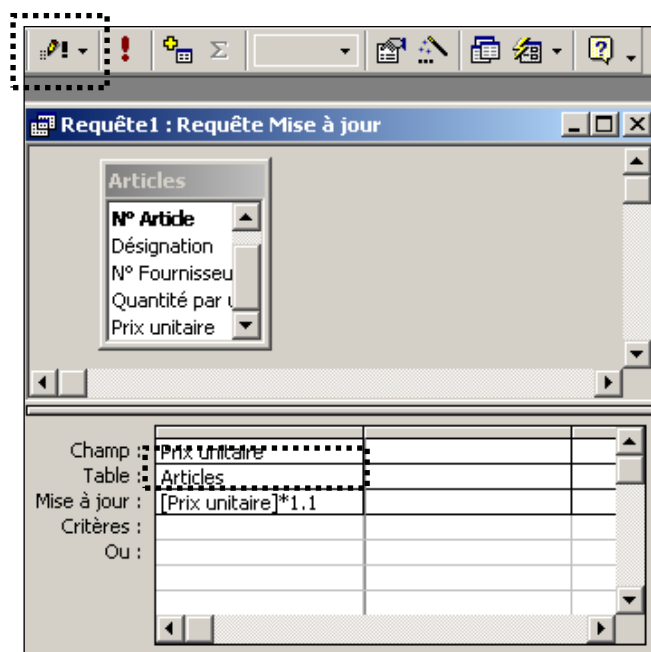 Requête1 : Requête Mise à jour
Articles
N° Article
Désignation
N° Fournisseu
Quantité par u
Prix unitaire
Champ : Prix unitaire
Table : Articles
Mise à jour : [Prix unitaire]*1.1
Critères :
Ou :